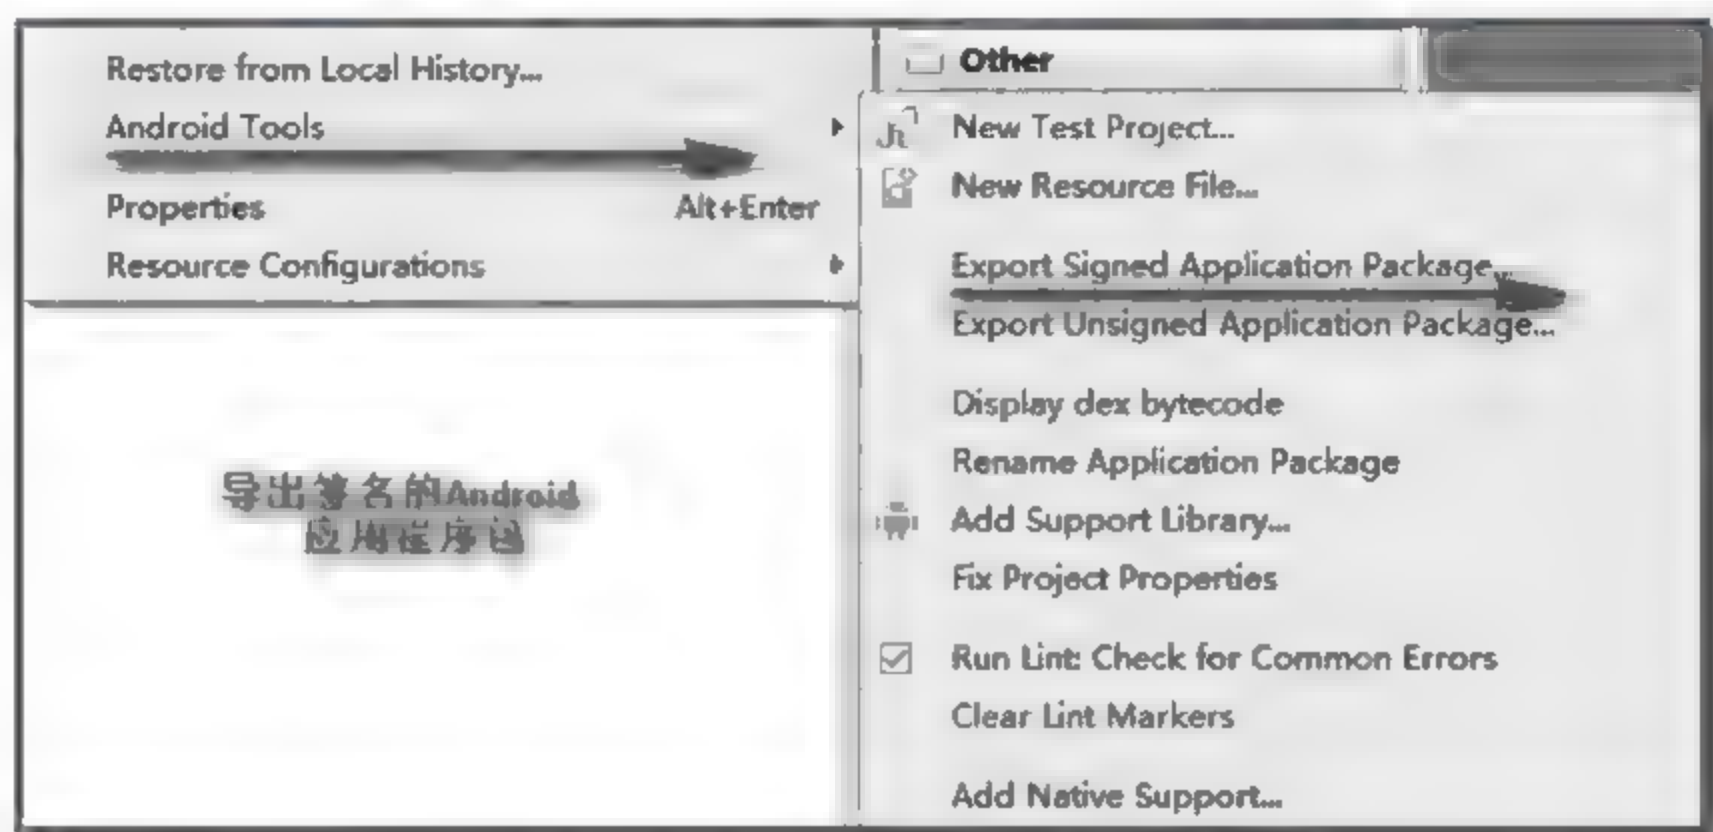 Restore from Local History...
Android Tools
Properties Alt+Enter
Resource Configurations
导出签名的Android
应用程序包
Other
New Test Project...
New Resource File...
Export Signed Application Package...
Export Unsigned Application Package...
Display dex bytecode
Rename Application Package
Add Support Library...
Fix Project Properties
Run Lint: Check for Common Errors
Clear Lint Markers
Add Native Support...